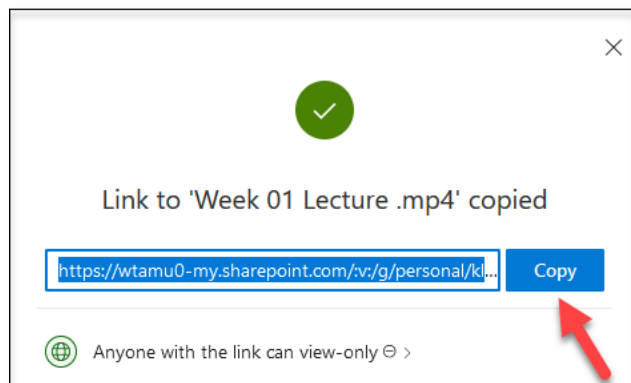 Link to 'Week 01 Lecture .mp4' copied
https://wtamu0-my.sharepoint.com/:v:/g/personal/k... Copy
Anyone with the link can view-only